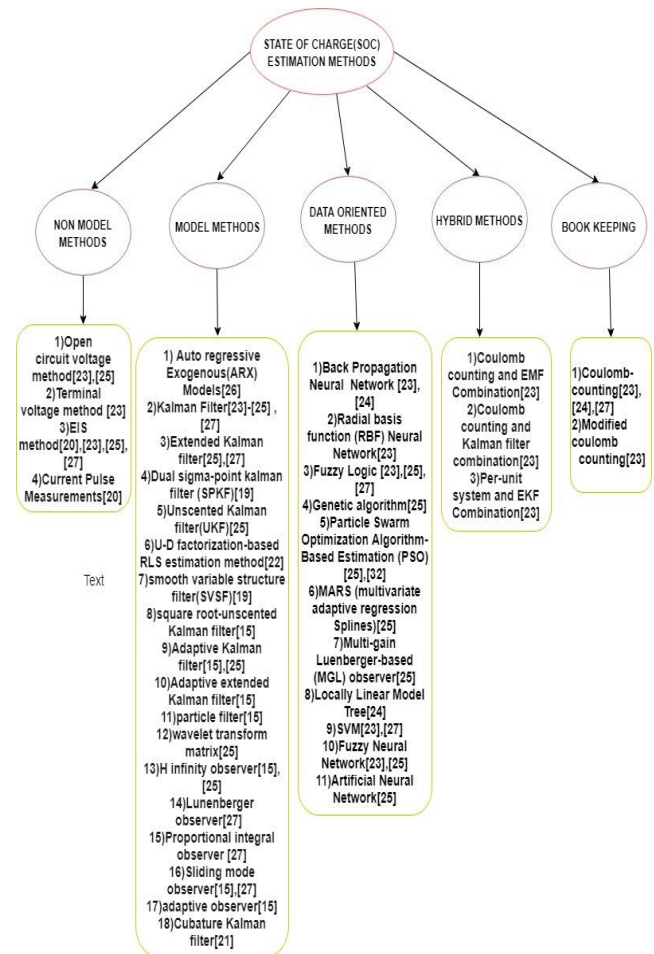 STATE OF CHARGE(SOC)
ESTIMATION METHODS
NON MODEL
METHODS
MODEL METHODS
DATA ORIENTED
METHODS
HYBRID METHODS
BOOK KEEPING
1)Open
circuit voltage
method[23],[25]
2)Terminal
voltage method [23]
3)EIS
method[20],[23],[25],
[27]
4)Current Pulse
Measurements[20]
Text
1) Auto regressive
Exogenous(ARX)
Models[26]
2)Kalman Filter[23]-[25] ,
[27]
3)Extended Kalman
filter[25],[27]
4)Dual sigma-point kalman
filter (SPKF)[19]
5)Unscented Kalman
filter(UKF)[25]
6)U-D factorization-based
RLS estimation method[22]
7)smooth variable structure
filter(SVSF)[19]
8)square root-unscented
Kalman filter[15]
9)Adaptive Kalman
filter[15],[25]
10)Adaptive extended
Kalman filter[15]
11)particle filter[15]
12)wavelet transform
matrix[25]
13)H infinity observer[15],
[25]
14)Lunenberger
observer[27]
15)Proportional integral
observer [27]
16)Sliding mode
observer[15],[27]
17)adaptive observer[15]
18)Cubature Kalman
filter[21]
1)Back Propagation
Neural Network [23],
[24]
2)Radial basis
function (RBF) Neural
Network[23]
3)Fuzzy Logic [23],[25],
[27]
4)Genetic algorithm[25]
5)Particle Swarm
Optimization Algorithm-
Based Estimation (PSO)
[25],[32]
6)MARS (multivariate
adaptive regression
Splines)[25]
7)Multi-gain
Luenberger-based
(MGL) observer[25]
8)Locally Linear Model
Tree[24]
9)SVM[23],[27]
10)Fuzzy Neural
Network[23],[25]
11)Artificial Neural
Network[25]
1)Coulomb
counting and EMF
Combination[23]
2)Coulomb
counting and
Kalman filter
combination[23]
3)Per-unit
system and EKF
Combination[23]
1)Coulomb-
counting[23],
[24],[27]
2)Modified
coulomb
counting[23]